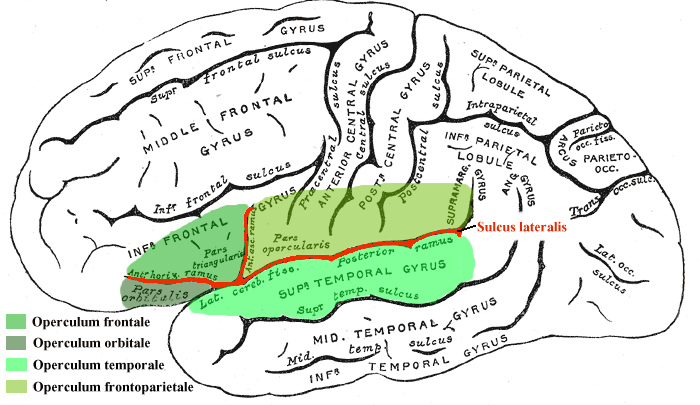 SUPR FRONTAL GYRUS
Supr frontal sulcus
MIDDLE FRONTAL
GYRUS
Infr frontal sulcus
INFR FRONTAL GYRUS
Precentral sulcus
ANTERIOR CENTRAL GYRUS
Central sulcus
POSTR CENTRAL GYRUS
Postcentral sulcus
SUPR PARIETAL
LOBULE
Intraparietal
sulcus
INFR PARIETAL
LOBULE
SUPRAMARG. GYRUS
ANG GYRUS
ARCUS
PARIETO-
OCC.
Parieto
occ. fiss.
Trans. occ. sulc.
Lat. occ.
sulcus
Pars
triangularis
Ant. asc. ramus
Pars
opercularis
Ant. horiz. ramus
Pars
orbitalis
Lat. cereb. fiss.
Posterior ramus
Sulcus lateralis
SUPR TEMPORAL GYRUS
Supr temp. sulcus
MID. TEMPORAL GYRUS
Mid. temp sulcus
INFR TEMPORAL GYRUS
Operculum frontale
Operculum orbitale
Operculum temporale
Operculum frontoparietale